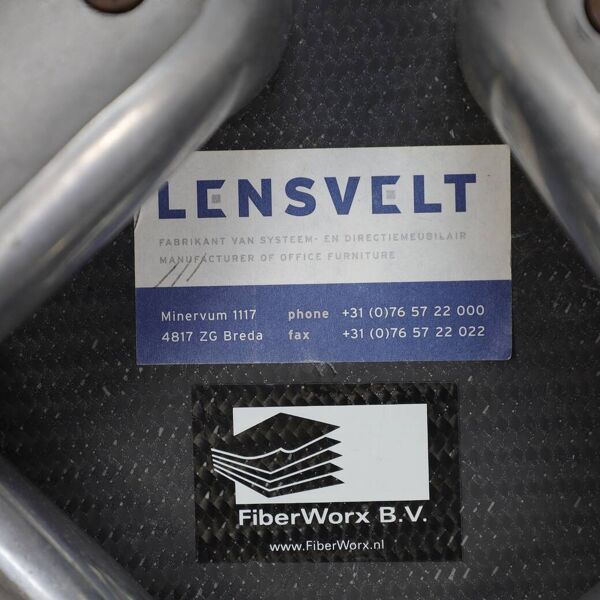 LENSVELT
FABRIKANT VAN SYSTEEM- EN DIRECTIEMEUBILAIR
MANUFACTURER OF OFFICE FURNITURE
Minervum 1117 phone +31 (0)76 57 22 000
4817 ZG Breda fax +31 (0)76 57 22 022
FiberWorx B.V.
www.FiberWorx.nl